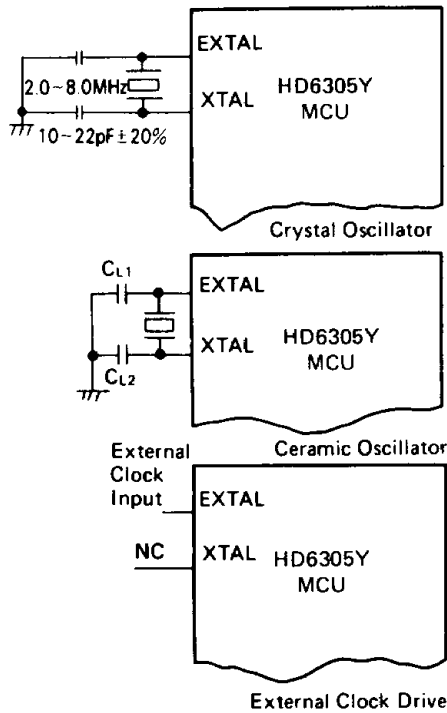 EXTAL
2.0~8.0MHz
XTAL
HD6305Y
MCU
10~22pF±20%
Crystal Oscillator
CL1
EXTAL
XTAL
HD6305Y
MCU
CL2
Ceramic Oscillator
External
Clock
Input
EXTAL
NC
XTAL
HD6305Y
MCU
External Clock Drive